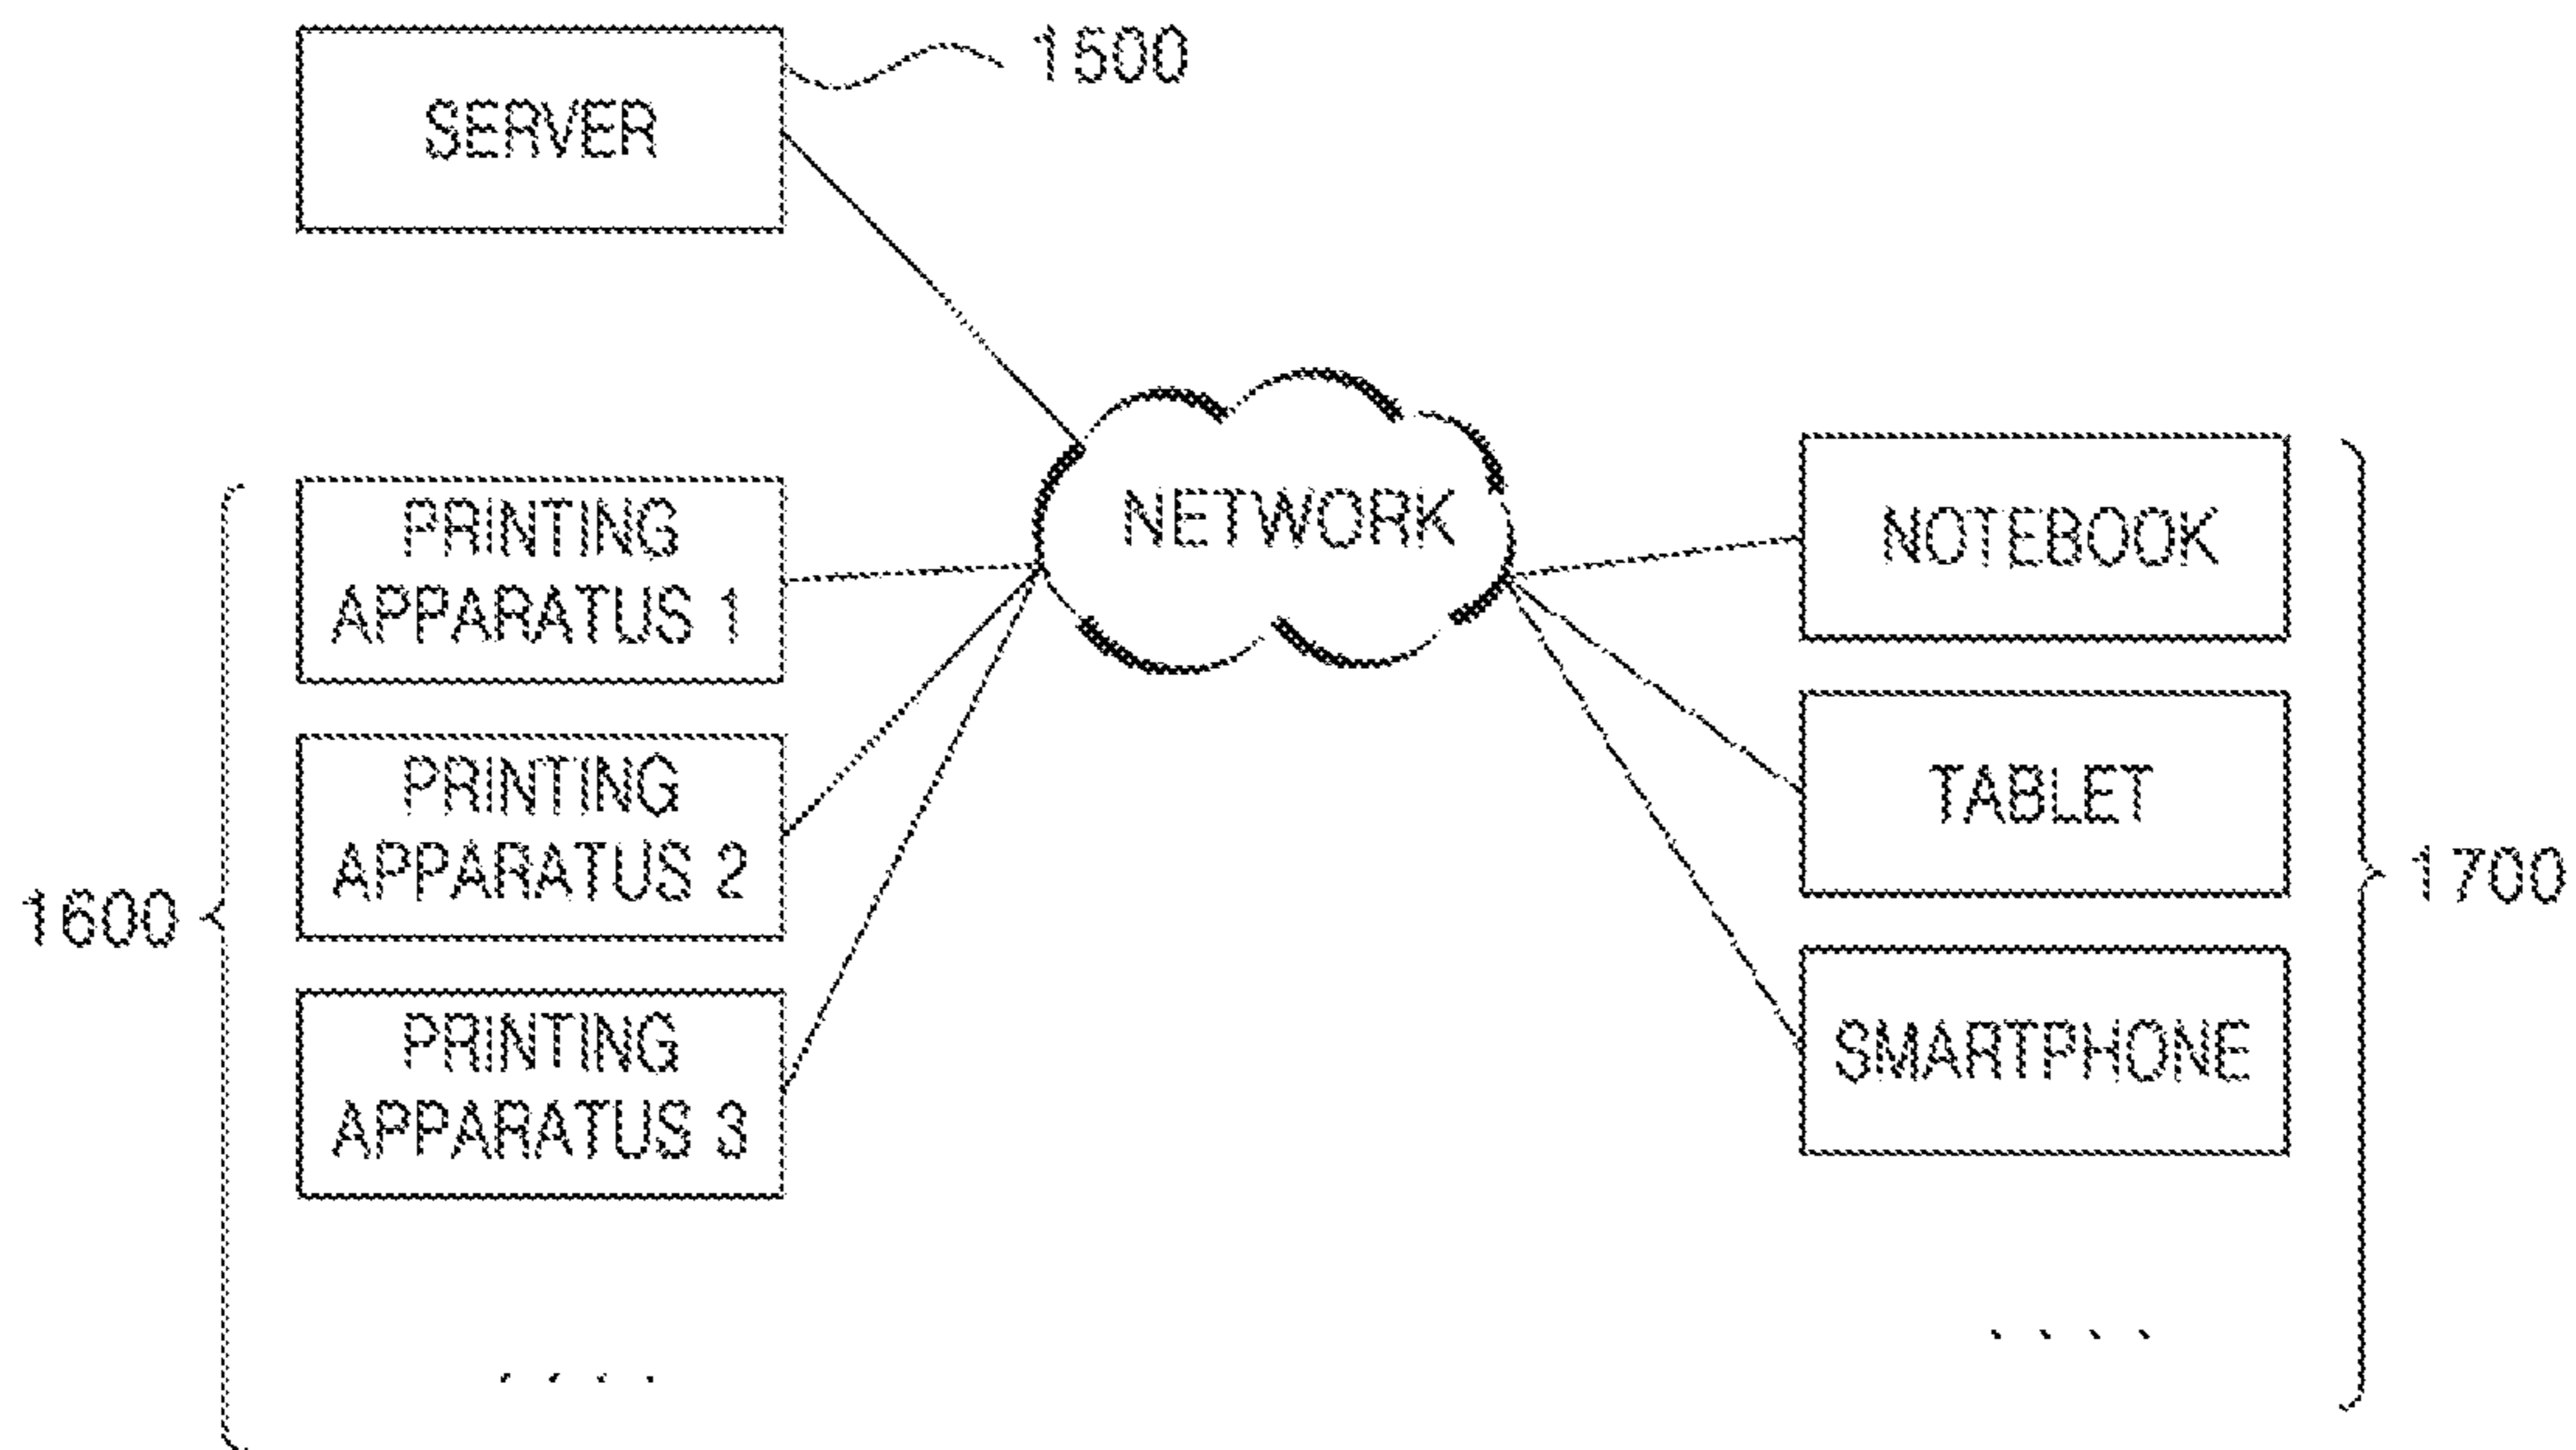 SERVER
1500
NETWORK
PRINTING
APPARATUS 1
PRINTING
APPARATUS 2
PRINTING
APPARATUS 3
1600
NOTEBOOK
TABLET
SMARTPHONE
1700
. . . .
. . . .